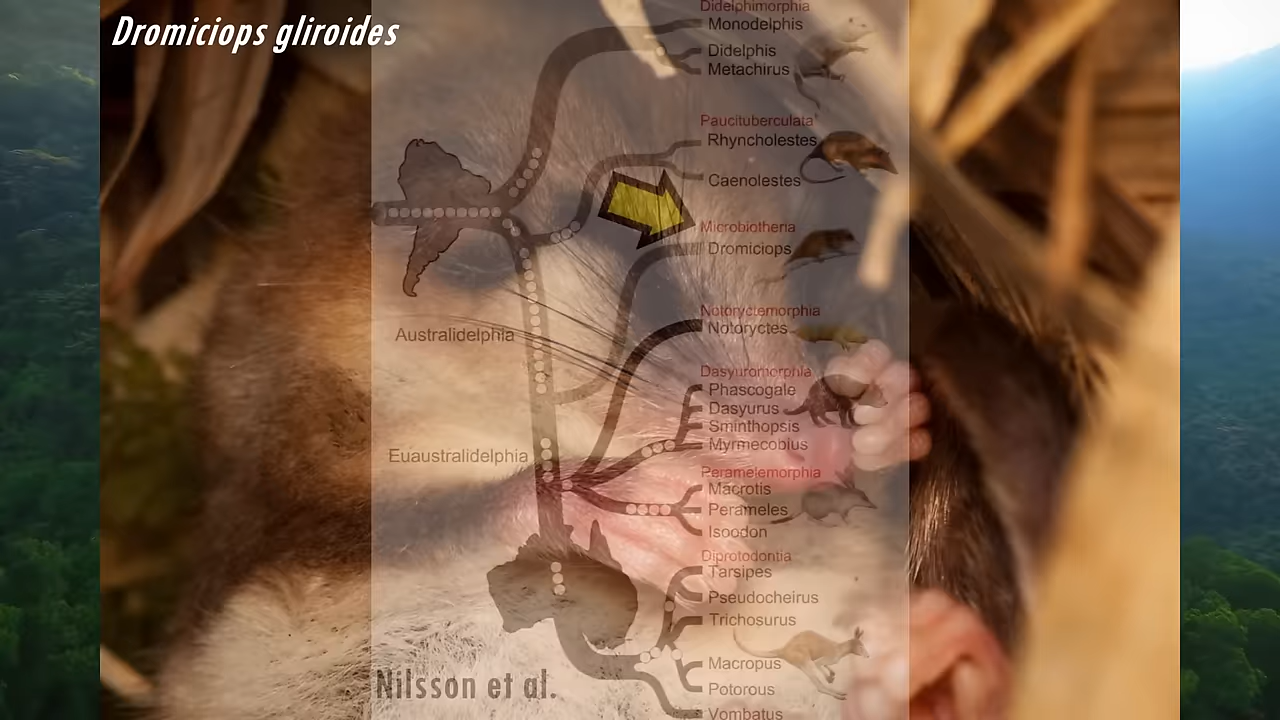 Dromiciops gliroides
Didelphimorphia
Monodelphis
Didelphis
Metachirus
Paucituberculata
Rhyncholestes
Caenolestes
Microbiotheria
Dromiciops
Notoryctemorphia
Notoryctes
Australidelphia
Dasyuromorphia
Phascogale
Dasyurus
Sminthopsis
Myrmecobius
Euaustralidelphia
Peramelemorphia
Macrotis
Perameles
Isoodon
Diprotodontia
Tarsipes
Pseudocheirus
Trichosurus
Macropus
Potorous
Vombatus
Nilsson et al.